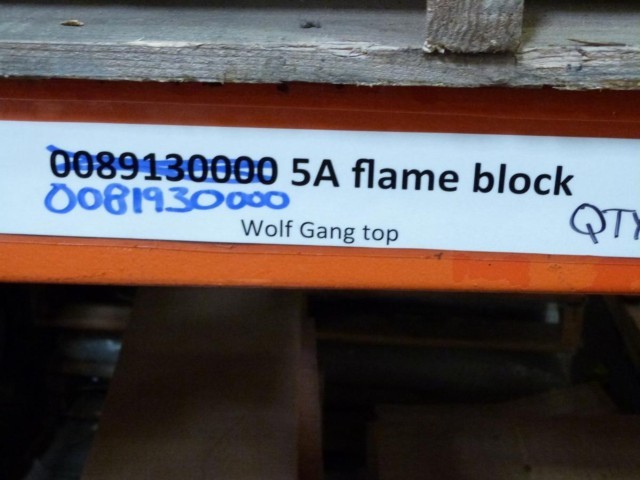 0089130000 5A flame block
0081930000
Wolf Gang top
QTY